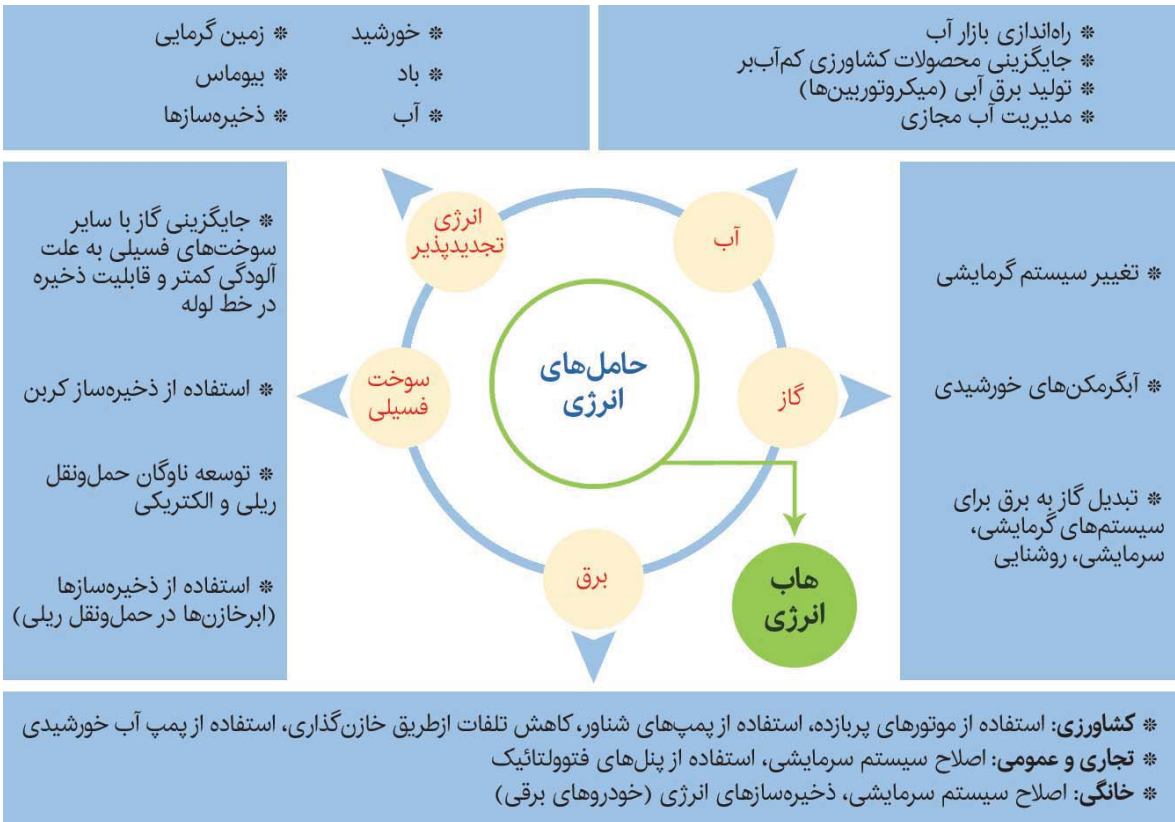 * راه‌اندازی بازار آب
* جایگزینی محصولات کشاورزی کم‌آب‌بر
* تولید برق آبی (میکروتوربین‌ها)
* مدیریت آب مجازی
* خورشید * زمین گرمایی
* باد * بیوماس
* آب * ذخیره‌سازها
* تغییر سیستم گرمایشی
* آبگرمکن‌های خورشیدی
* تبدیل گاز به برق برای
سیستم‌های گرمایشی،
سرمایشی، روشنایی
آب
انرژی
تجدیدپذیر
حامل‌های
انرژی
گاز
سوخت
فسیلی
برق
هاب
انرژی
* جایگزینی گاز با سایر
سوخت‌های فسیلی به علت
آلودگی کمتر و قابلیت ذخیره
در خط لوله
* استفاده از ذخیره‌ساز کربن
* توسعه ناوگان حمل‌ونقل
ریلی و الکتریکی
* استفاده از ذخیره‌سازها
(ابرخازن‌ها در حمل‌ونقل ریلی)
* کشاورزی: استفاده از موتورهای پربازده، استفاده از پمپ‌های شناور، کاهش تلفات ازطریق خازن‌گذاری، استفاده از پمپ آب خورشیدی
* تجاری و عمومی: اصلاح سیستم سرمایشی، استفاده از پنل‌های فتوولتائیک
* خانگی: اصلاح سیستم سرمایشی، ذخیره‌سازهای انرژی (خودروهای برقی)